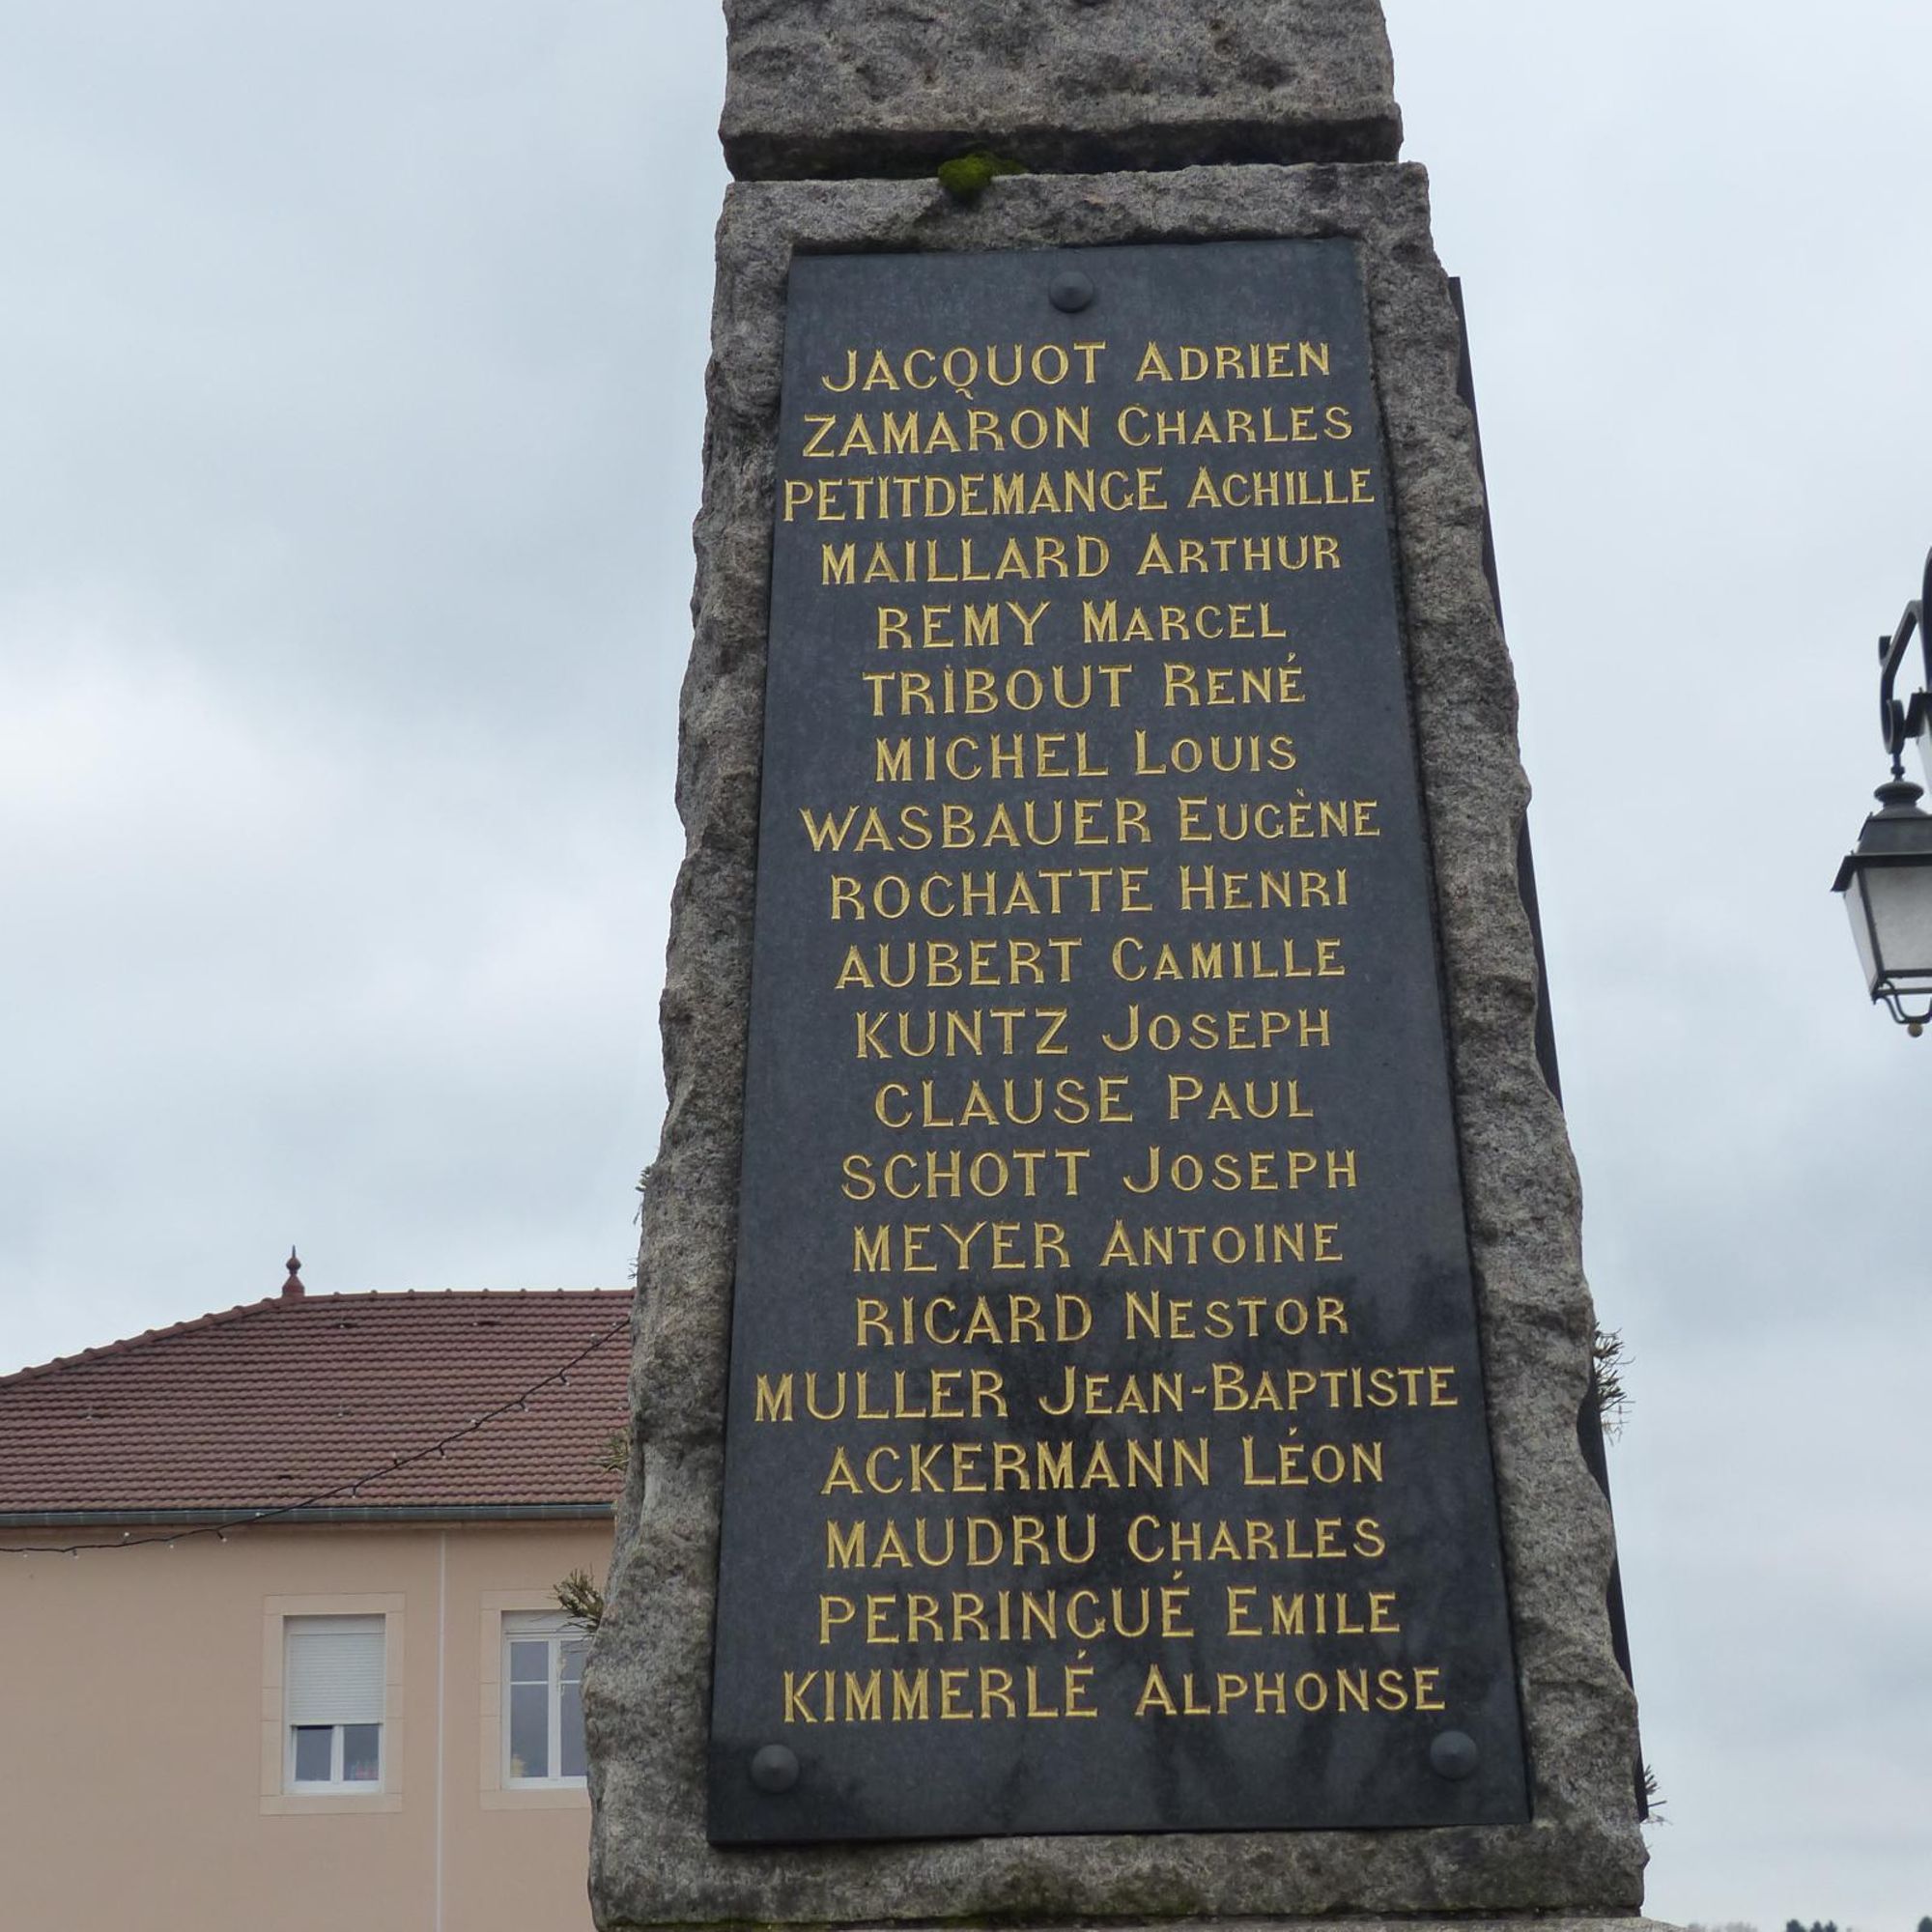 JACQUOT ADRIEN
ZAMARON CHARLES
PETITDEMANGE ACHILLE
MAILLARD ARTHUR
REMY MARCEL
TRIBOUT RENÉ
MICHEL LOUIS
WASBAUER EUGÈNE
ROCHATTE HENRI
AUBERT CAMILLE
KUNTZ JOSEPH
CLAUSE PAUL
SCHOTT JOSEPH
MEYER ANTOINE
RICARD NESTOR
MULLER JEAN-BAPTISTE
ACKERMANN LÉON
MAUDRU CHARLES
PERRINGUÉ EMILE
KIMMERLÉ ALPHONSE